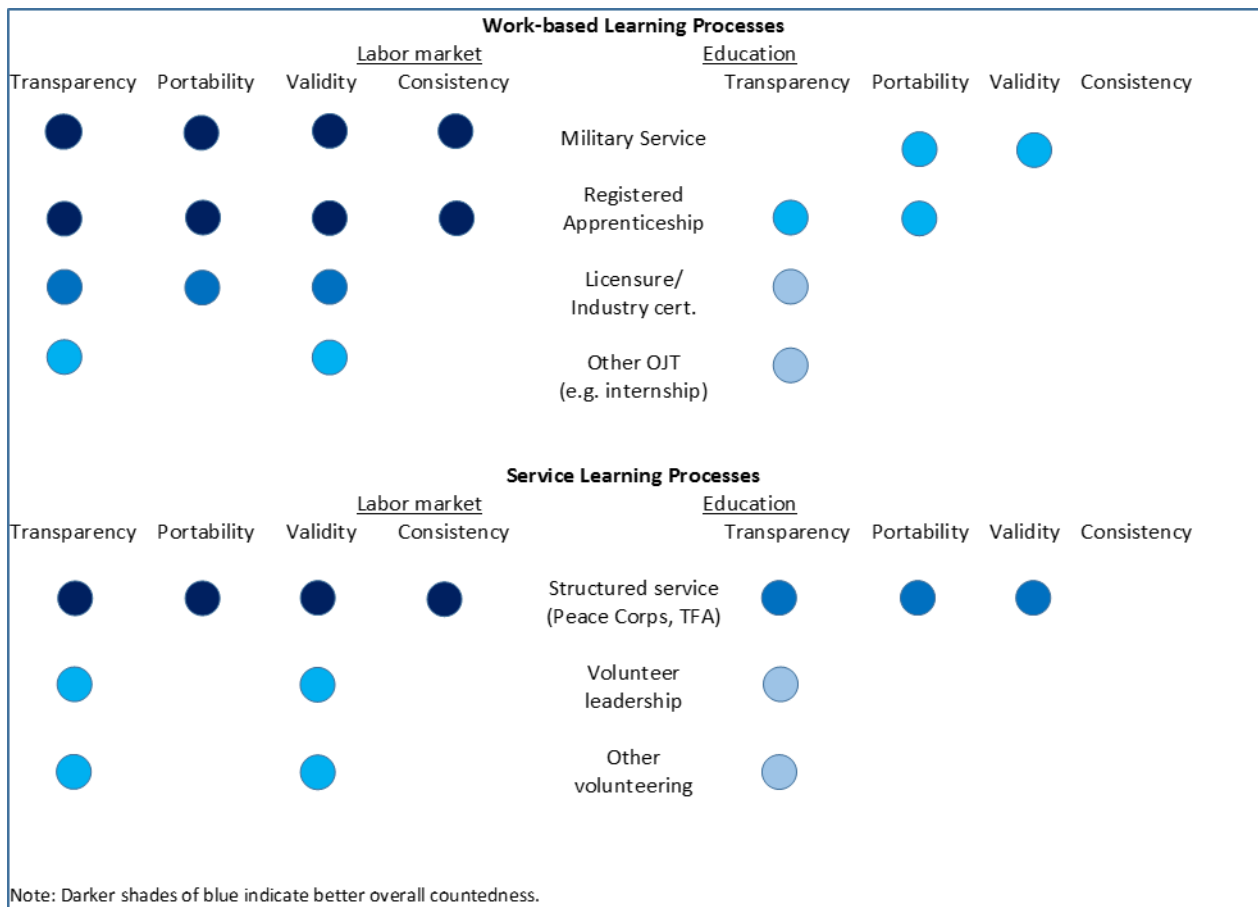 Work-based Learning Processes
Labor market Education
Transparency Portability Validity Consistency Transparency Portability Validity Consistency
Military Service
Registered
Apprenticeship
Licensure/
Industry cert.
Other OJT
(e.g. internship)
Service Learning Processes
Labor market Education
Transparency Portability Validity Consistency Transparency Portability Validity Consistency
Structured service
(Peace Corps, TFA)
Volunteer
leadership
Other
volunteering
Note: Darker shades of blue indicate better overall countedness.